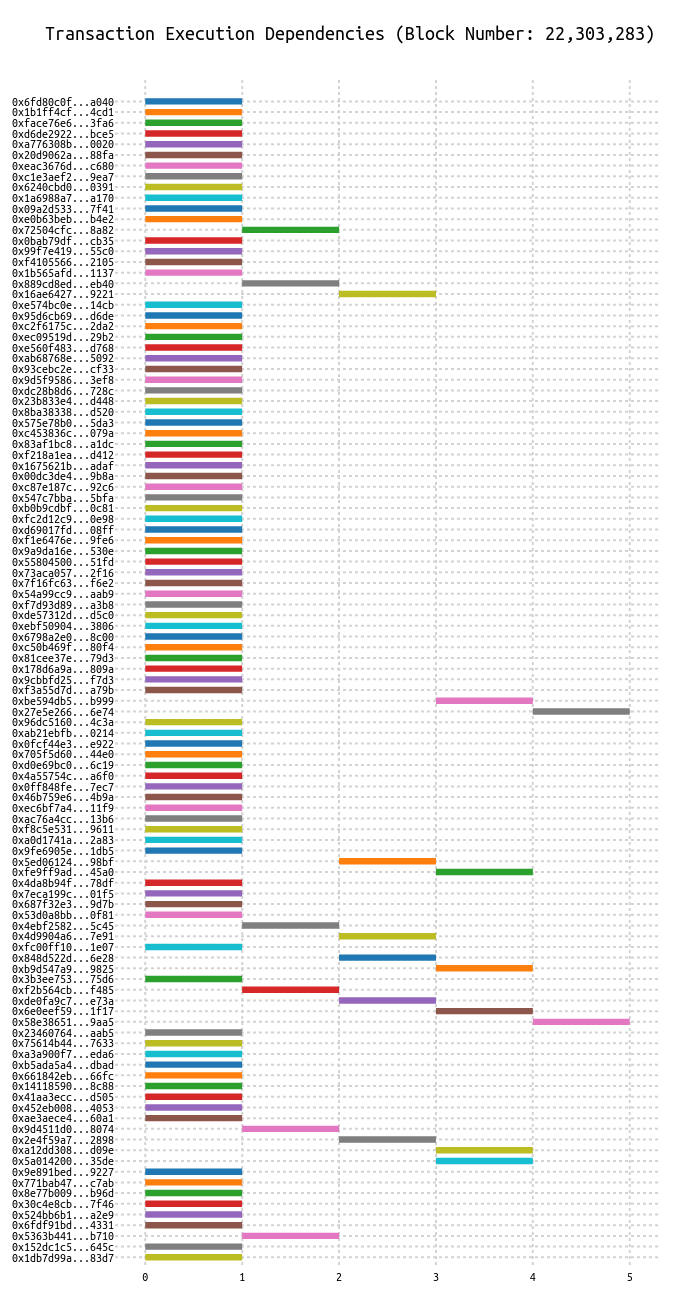 Transaction Execution Dependencies (Block Number: 22,303,283)
0x6fd80c0f...a040
0x1b1ff4cf...4cd1
0xface76e6...3fa6
0xd6de2922...bce5
0xa776308b...0020
0x20d9062a...88fa
0xeac3676d...c680
0xc1e3aef2...9ea7
0x6240cbd0...0391
0x1a6988a7...a170
0x09a2d533...7f41
0xe0b63beb...b4e2
0x72504cfc...8a82
0x0bab79df...cb35
0x99f7e419...55c0
0xf4105566...2105
0x1b565afd...1137
0x889cd8ed...eb40
0x16ae6427...9221
0xe574bc0e...14cb
0x95d6cb69...d6de
0xc2f6175c...2da2
0xec09519d...29b2
0xe560f483...d768
0xab68768e...5092
0x93cebc2e...cf33
0x9d5f9586...3ef8
0xdc28b8d6...728c
0x23b833e4...d448
0x8ba38338...d520
0x575e78b0...5da3
0xc453836c...079a
0x83af1bc8...a1dc
0xf218a1ea...d412
0x1675621b...adaf
0x00dc3de4...9b8a
0xc87e187c...92c6
0x547c7bba...5bfa
0xb0b9cdbf...0c81
0xfc2d12c9...0e98
0xd69017fd...08ff
0xf1e6476e...9fe6
0x9a9da16e...530e
0x55804500...51fd
0x73aca057...2f16
0x7f16fc63...f6e2
0x54a99cc9...aab9
0xf7d93d89...a3b8
0xde57312d...d5c0
0xebf50904...3806
0x6798a2e0...8c00
0xc50b469f...80f4
0x81cee37e...79d3
0x178d6a9a...809a
0x9cbbfd25...f7d3
0xf3a55d7d...a79b
0xbe594db5...b999
0x27e5e266...6e74
0x96dc5160...4c3a
0xab21ebfb...0214
0x0fcf44e3...e922
0x705f5d60...44e0
0xd0e69bc0...6c19
0x4a55754c...a6f0
0x0ff848fe...7ec7
0x46b759e6...4b9a
0xec6bf7a4...11f9
0xac76a4cc...13b6
0xf8c5e531...9611
0xa0d1741a...2a83
0x9fe6905e...1db5
0x5ed06124...98bf
0xfe9ff9ad...45a0
0x4da8b94f...78df
0x7eca199c...01f5
0x687f32e3...9d7b
0x53d0a8bb...0f81
0x4ebf2582...5c45
0x4d9904a6...7e91
0xfc00ff10...1e07
0x848d522d...6e28
0xb9d547a9...9825
0x3b3ee753...75d6
0xf2b564cb...f485
0xde0fa9c7...e73a
0x6e0eef59...1f17
0x58e38651...9aa5
0x23460764...aab5
0x75614b44...7633
0xa3a900f7...eda6
0xb5ada5a4...dbad
0x661842eb...66fc
0x14118590...8c88
0x41aa3ecc...d505
0x452eb008...4053
0xae3aece4...60a1
0x9d4511d0...8074
0x2e4f59a7...2898
0xa12dd308...d09e
0x5a014200...35de
0x9e891bed...9227
0x771bab47...c7ab
0x8e77b009...b96d
0x30c4e8cb...7f46
0x524bb6b1...a2e9
0x6fdf91bd...4331
0x5363b441...b710
0x152dc1c5...645c
0x1db7d99a...83d7
0 1 2 3 4 5